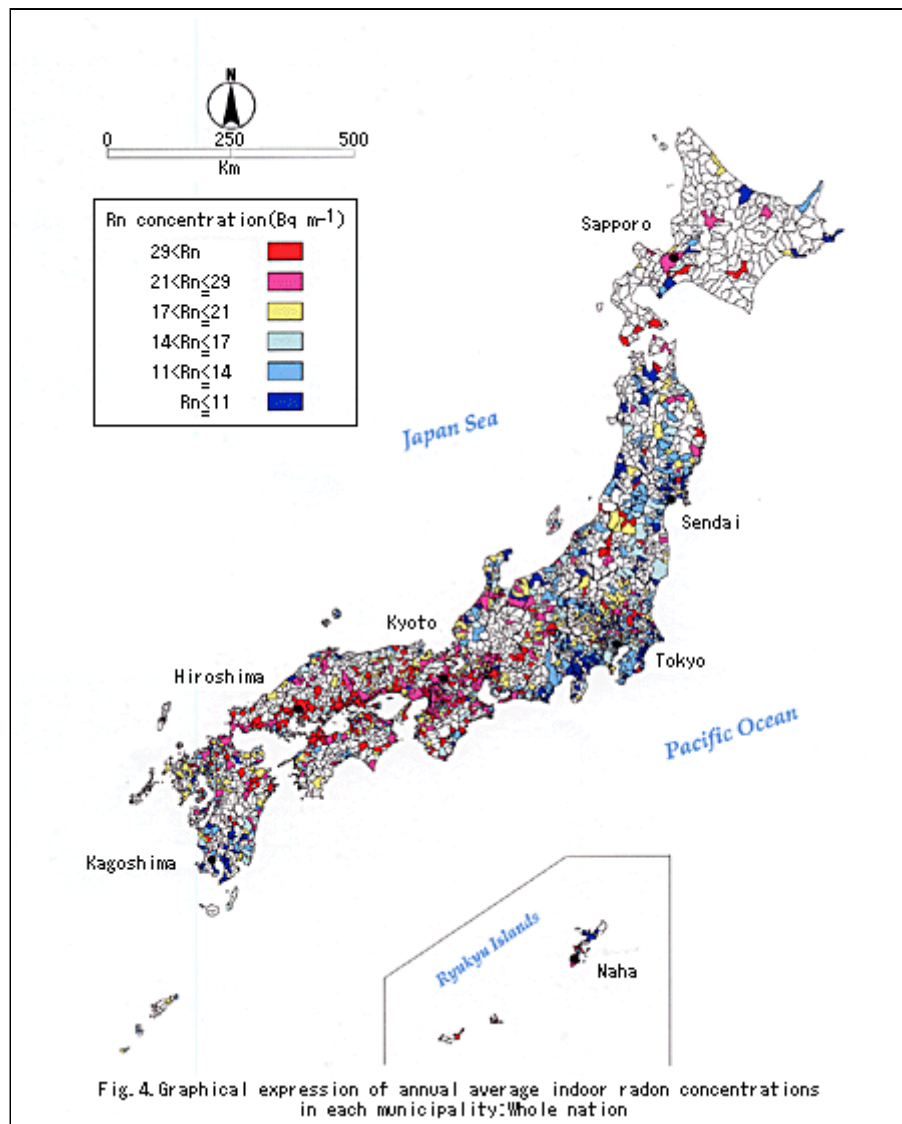 N
0 250 500
Km
Rn concentration(Bq m-1)
29<Rn
21<Rn≦29
17<Rn≦21
14<Rn≦17
11<Rn≦14
Rn≦11
Sapporo
Japan Sea
Sendai
Kyoto
Tokyo
Hiroshima
Pacific Ocean
Kagoshima
Ryukyu Islands
Naha
Fig.4.Graphical expression of annual average indoor radon concentrations
in each municipality:Whole nation